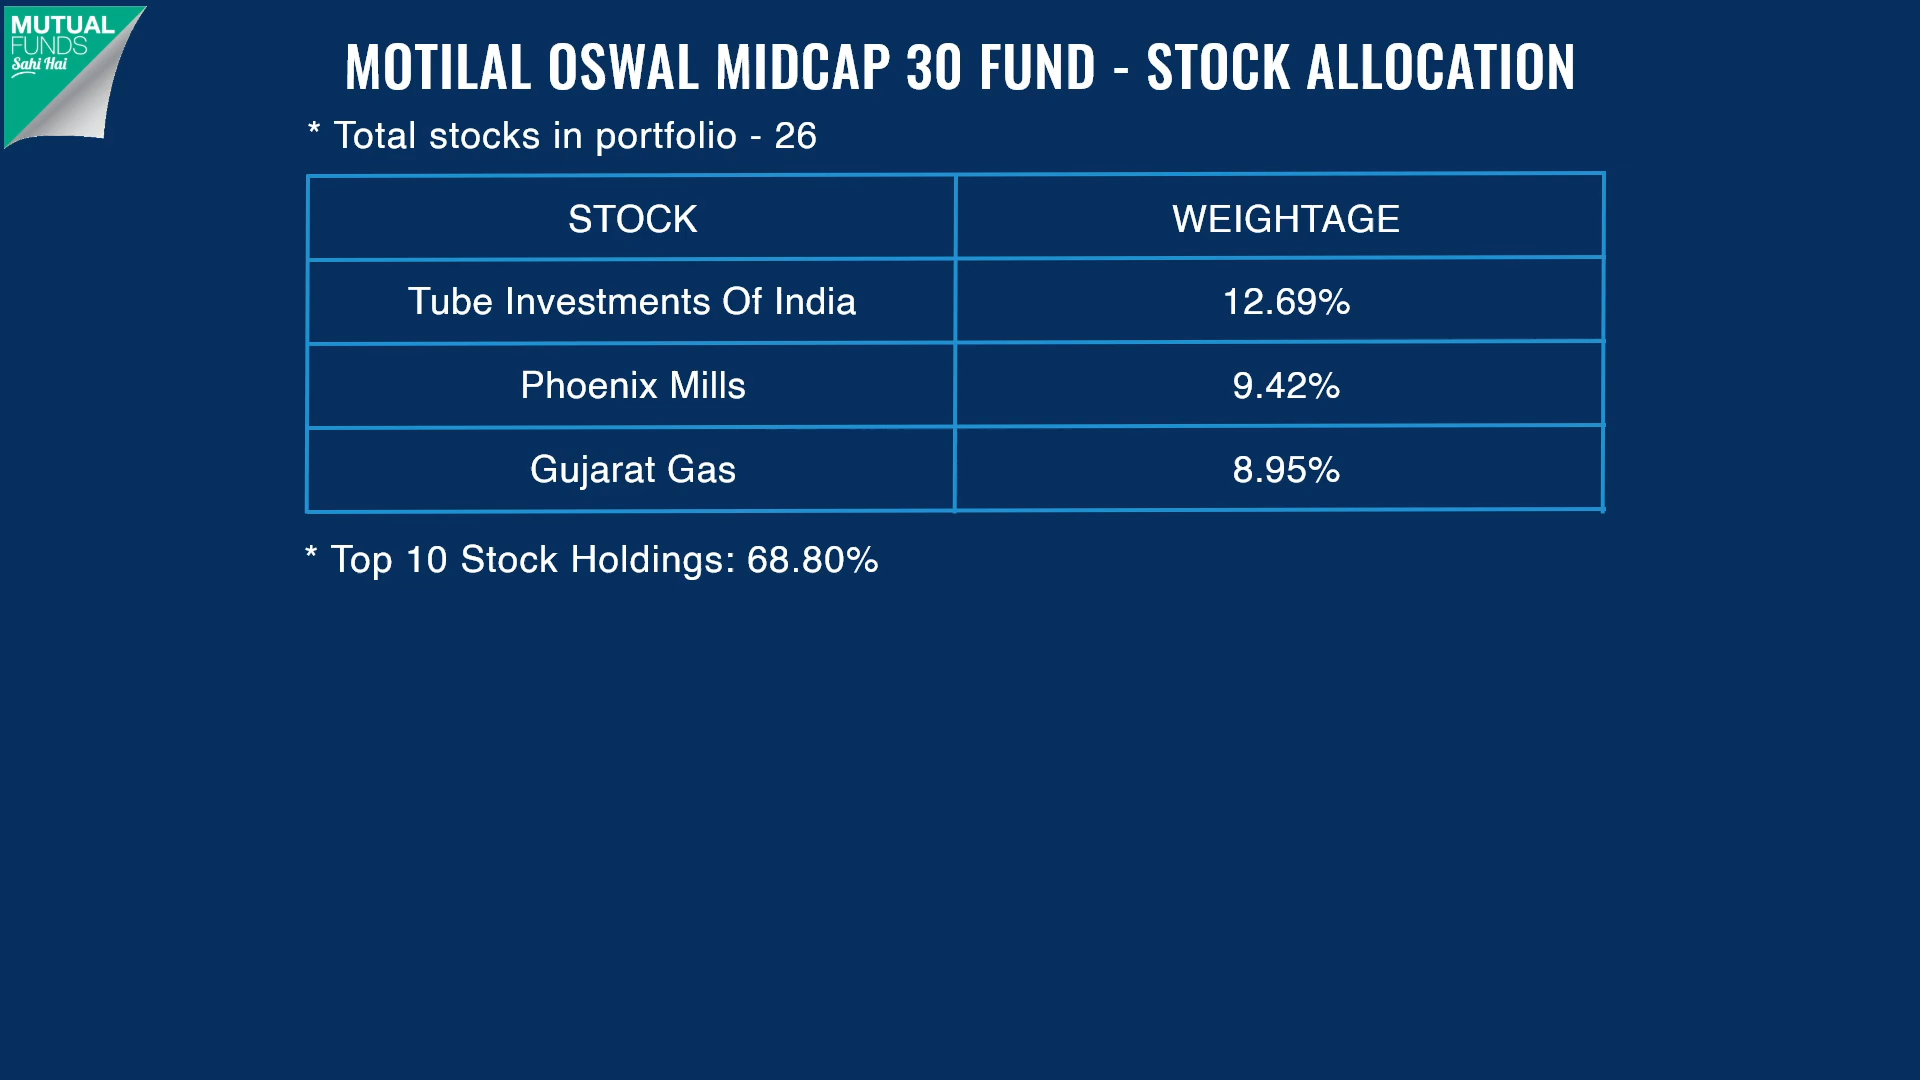 MUTUAL
FUNDS
Sahi Hai
MOTILAL OSWAL MIDCAP 30 FUND - STOCK ALLOCATION
* Total stocks in portfolio - 26
STOCK WEIGHTAGE
Tube Investments Of India 12.69%
Phoenix Mills 9.42%
Gujarat Gas 8.95%
* Top 10 Stock Holdings: 68.80%